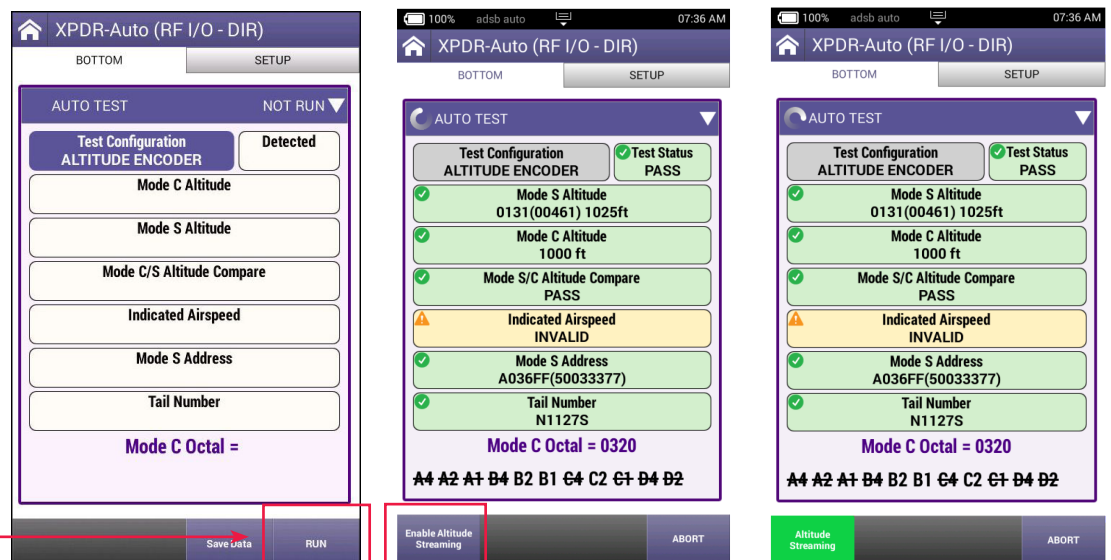 XPDR-Auto (RF I/O - DIR)
BOTTOM
SETUP
AUTO TEST
NOT RUN
Test Configuration
ALTITUDE ENCODER
Detected
Mode C Altitude
Mode S Altitude
Mode C/S Altitude Compare
Indicated Airspeed
Mode S Address
Tail Number
Mode C Octal =
Save Data
RUN
100%
adsb auto
07:36 AM
XPDR-Auto (RF I/O - DIR)
BOTTOM
SETUP
AUTO TEST
Test Configuration
ALTITUDE ENCODER
Test Status
PASS
Mode S Altitude
0131(00461) 1025ft
Mode C Altitude
1000 ft
Mode S/C Altitude Compare
PASS
Indicated Airspeed
INVALID
Mode S Address
A036FF(50033377)
Tail Number
N1127S
Mode C Octal = 0320
A4 A2 A1 B4 B2 B1 C4 C2 C1 D4 D2
Enable Altitude
Streaming
ABORT
100%
adsb auto
07:36 AM
XPDR-Auto (RF I/O - DIR)
BOTTOM
SETUP
AUTO TEST
Test Configuration
ALTITUDE ENCODER
Test Status
PASS
Mode S Altitude
0131(00461) 1025ft
Mode C Altitude
1000 ft
Mode S/C Altitude Compare
PASS
Indicated Airspeed
INVALID
Mode S Address
A036FF(50033377)
Tail Number
N1127S
Mode C Octal = 0320
A4 A2 A1 B4 B2 B1 C4 C2 C1 D4 D2
Altitude
Streaming
ABORT